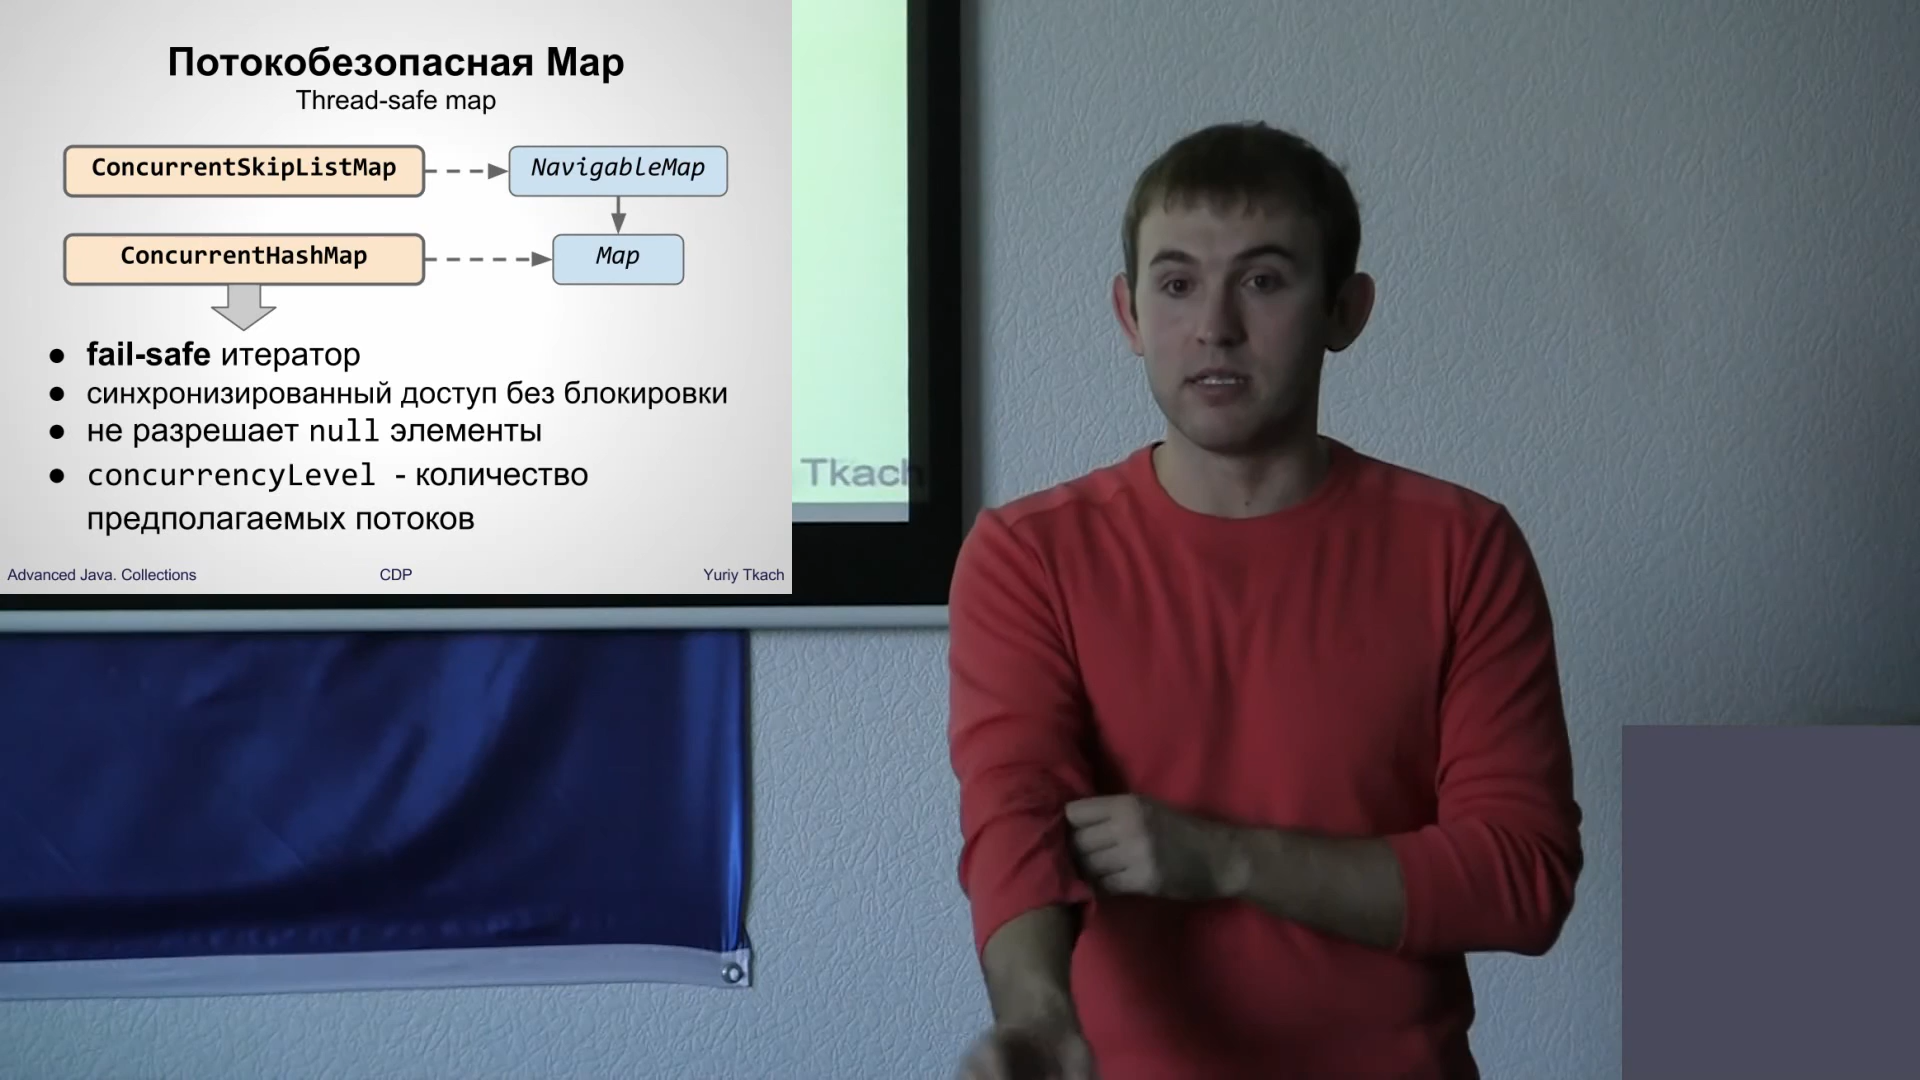 Потокобезопасная Map
Thread-safe map
ConcurrentSkipListMap
NavigableMap
ConcurrentHashMap
Map
● fail-safe итератор
● синхронизированный доступ без блокировки
● не разрешает null элементы
● concurrencyLevel - количество
предполагаемых потоков
Advanced Java. Collections CDP Yuriy Tkach
Tkach